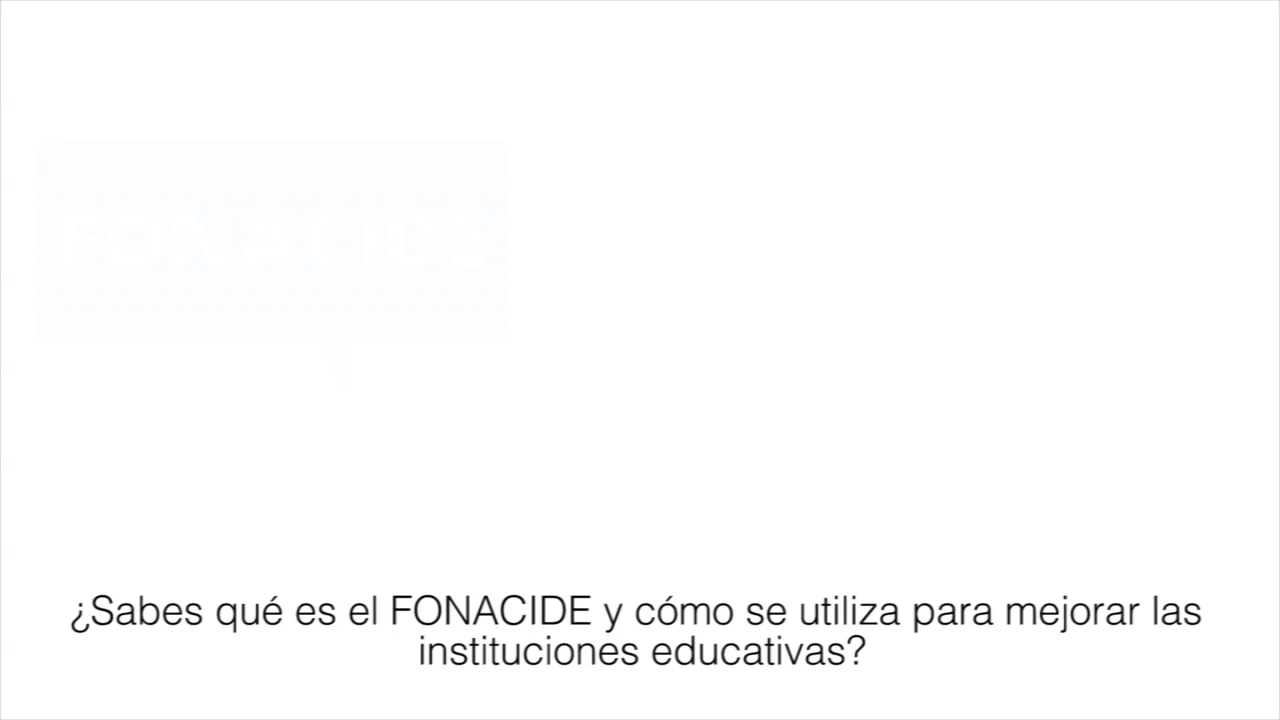 FONACIDE
¿Sabes qué es el FONACIDE y cómo se utiliza para mejorar las
instituciones educativas?